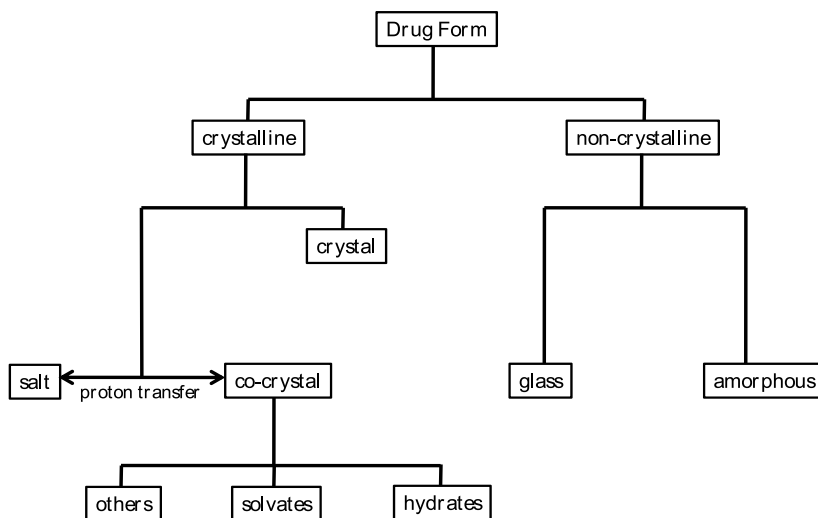 Drug Form
crystalline
non-crystalline
crystal
salt
proton transfer
co-crystal
glass
amorphous
others
solvates
hydrates